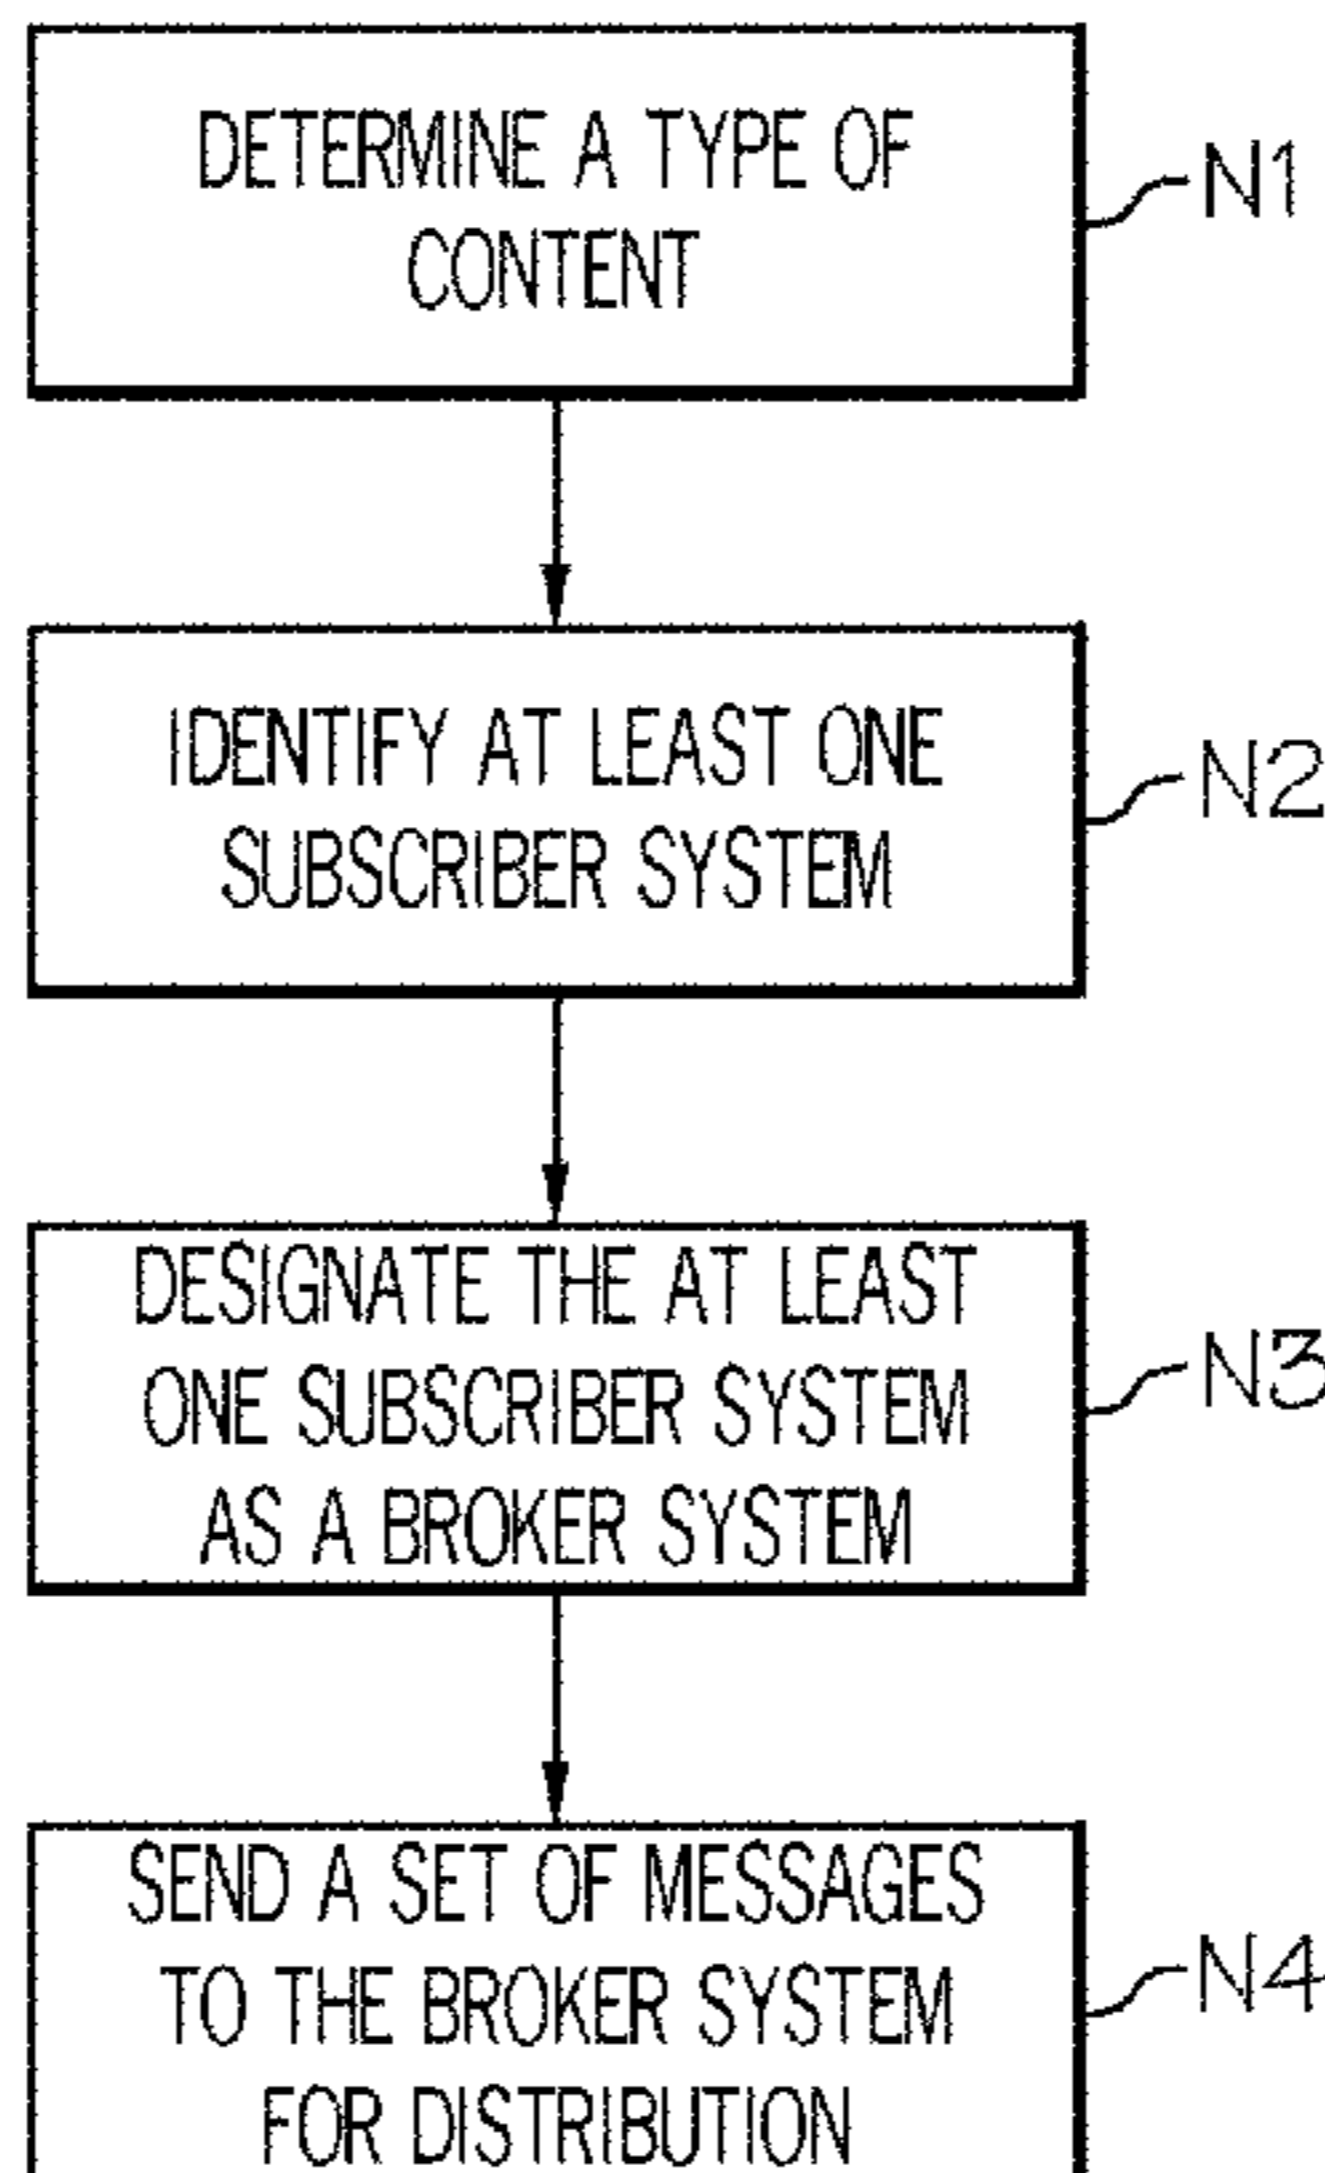 DETERMINE A TYPE OF
CONTENT
N1
IDENTIFY AT LEAST ONE
SUBSCRIBER SYSTEM
N2
DESIGNATE THE AT LEAST
ONE SUBSCRIBER SYSTEM
AS A BROKER SYSTEM
N3
SEND A SET OF MESSAGES
TO THE BROKER SYSTEM
FOR DISTRIBUTION
N4